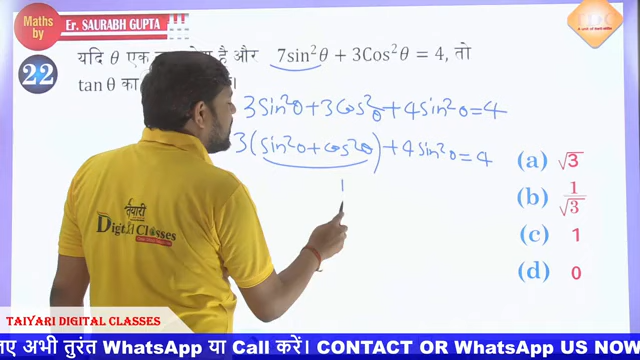 Maths
by
Er. SAURABH GUPTA
22
यदि θ एक है और 7sin²θ + 3Cos²θ = 4, तो
tan θ का
3sin²θ+3cos²θ+4sin²θ=4
3(sin²θ+cos²θ)+4sin²θ=4
1
(a) √3
(b) 1/√3
(c) 1
(d) 0
तैयारी
Digital Classes
TAIYARI DIGITAL CLASSES
अभी तुरंत WhatsApp या Call करें। CONTACT OR WhatsApp US NOW